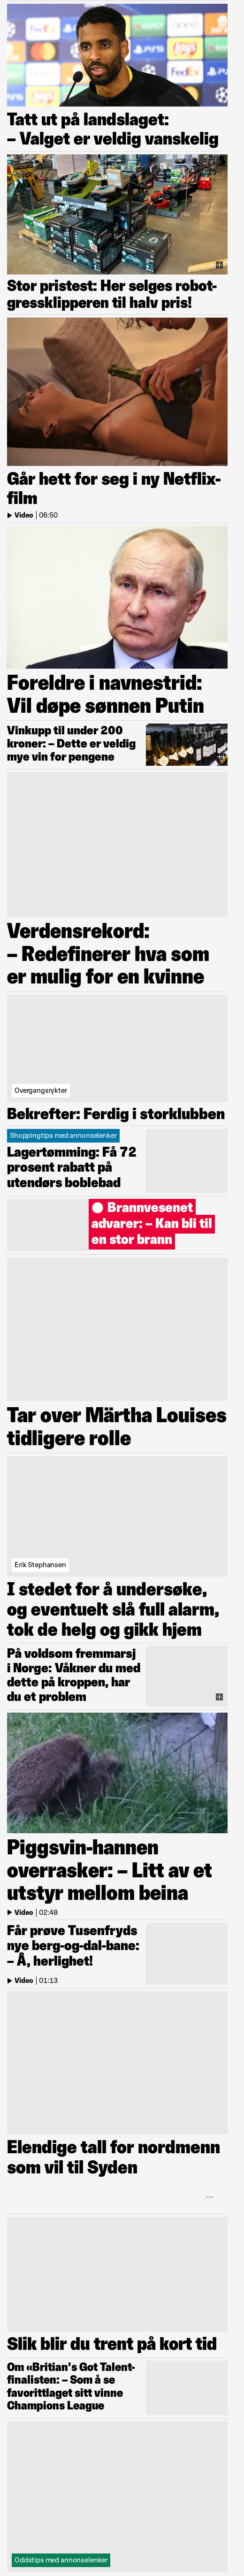 Tatt ut på landslaget:
– Valget er veldig vanskelig
Stor pristest: Her selges robot-
gressklipperen til halv pris!
Går hett for seg i ny Netflix-
film
Video | 06:50
Foreldre i navnestrid:
Vil døpe sønnen Putin
Vinkupp til under 200
kroner: – Dette er veldig
mye vin for pengene
Verdensrekord:
– Redefinerer hva som
er mulig for en kvinne
Overgangsrykter
Bekrefter: Ferdig i storklubben
Shoppingtips med annonselenker
Lagertømming: Få 72
prosent rabatt på
utendørs boblebad
Brannvesenet
advarer: – Kan bli til
en stor brann
Tar over Märtha Louises
tidligere rolle
Erik Stephansen
I stedet for å undersøke,
og eventuelt slå full alarm,
tok de helg og gikk hjem
På voldsom fremmarsj
i Norge: Våkner du med
dette på kroppen, har
du et problem
Piggsvin-hannen
overrasker: – Litt av et
utstyr mellom beina
Video | 02:48
Får prøve Tusenfryds
nye berg-og-dal-bane:
– Å, herlighet!
Video | 01:13
Elendige tall for nordmenn
som vil til Syden
Slik blir du trent på kort tid
Om «Britian's Got Talent-
finalisten: – Som å se
favorittlaget sitt vinne
Champions League
Oddstips med annonselenker